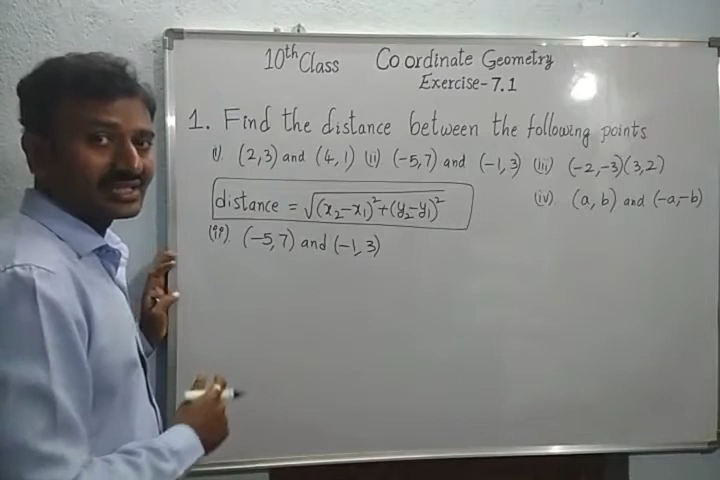 10th Class Coordinate Geometry
Exercise-7.1
1. Find the distance between the following points
(i). (2,3) and (4,1) (ii) (-5,7) and (-1,3) (iii) (-2,-3)(3,2)
(iv) (a,b) and (-a,-b)
distance = √(x₂-x₁)²+(y₂-y₁)²
(ii). (-5,7) and (-1,3)